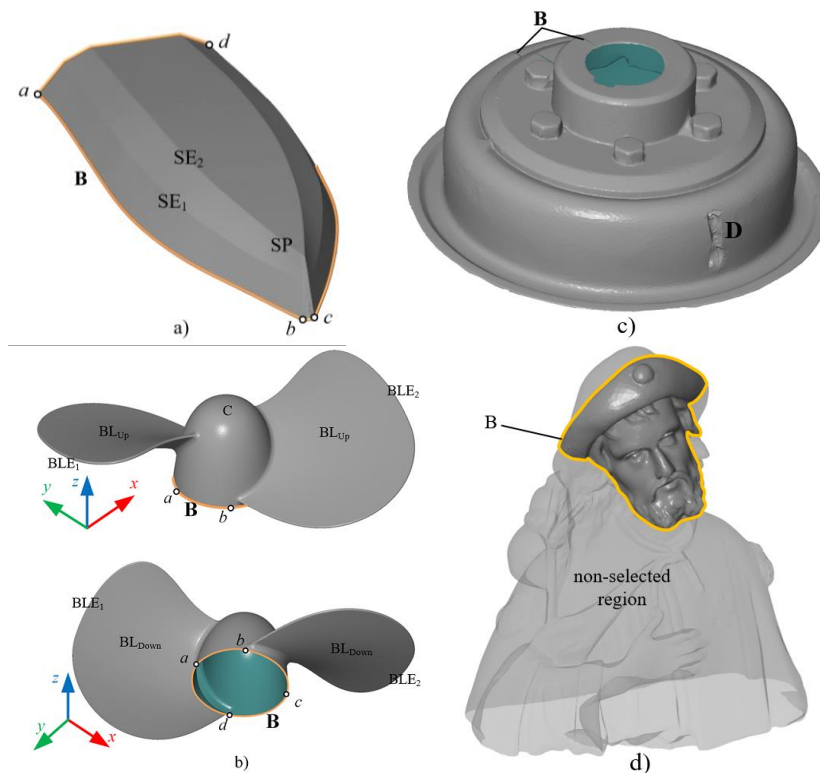 d
a
SE2
B
SE1
SP
b
c
a)
B
D
c)
C
BLE2
BLUp
BLUp
BLE1
z
y
x
a
B
b
BLE1
BLDown
b
BLDown
a
z
BLE2
c
B
y
x
d
b)
B
non-selected
region
d)